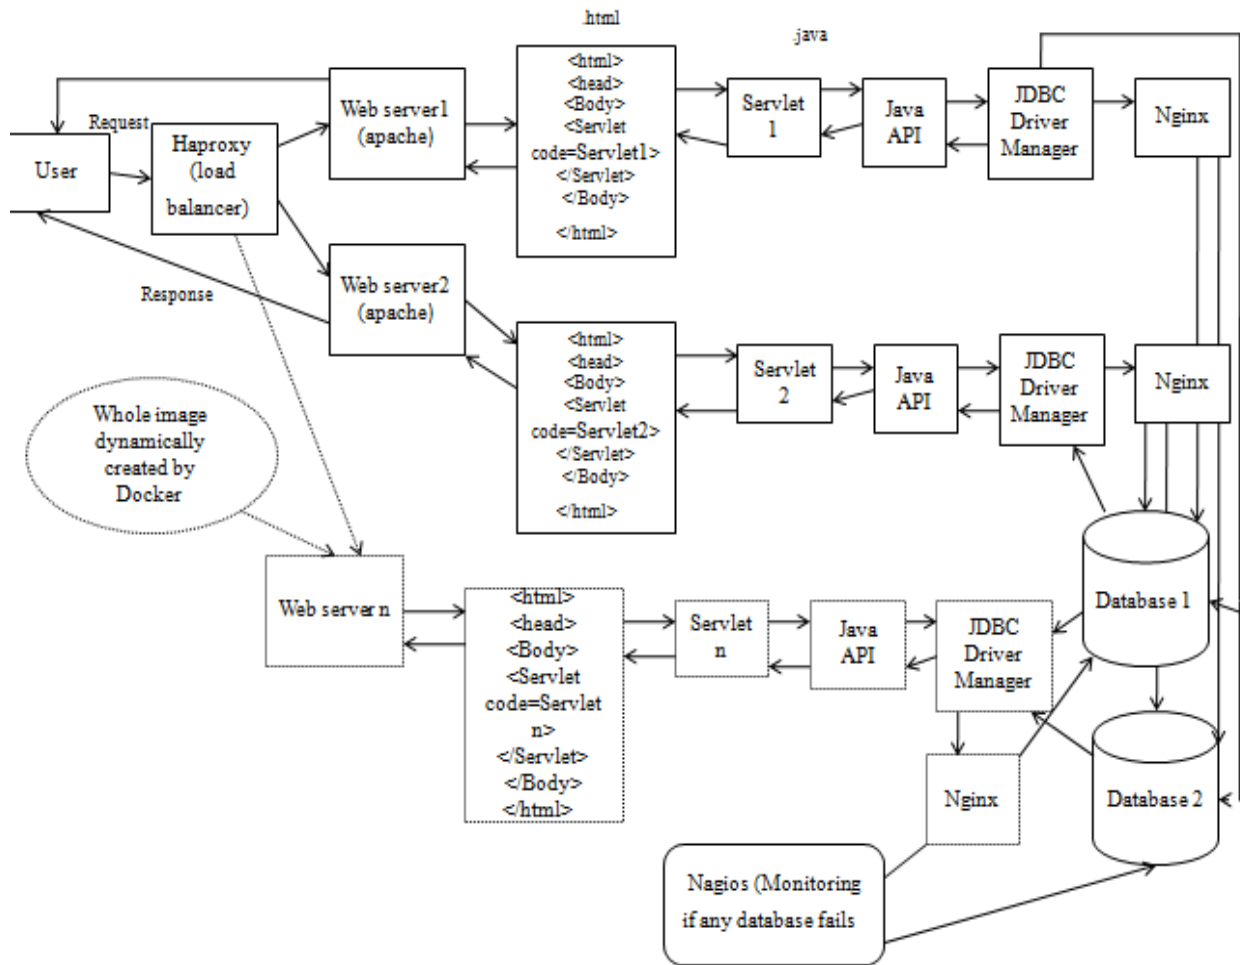 .html
.java
<html>
<head>
<Body>
<Servlet
code=Servlet1>
</Servlet>
</Body>
</html>
Web server1
(apache)
Servlet
1
Java
API
JDBC
Driver
Manager
Nginx
Request
User
Haproxy
(load
balancer)
Response
Web server2
(apache)
<html>
<head>
<Body>
<Servlet
code=Servlet2>
</Servlet>
</Body>
</html>
Servlet
2
Java
API
JDBC
Driver
Manager
Nginx
Whole image
dynamically
created by
Docker
Web server n
<html>
<head>
<Body>
<Servlet
code=Servlet
n>
</Servlet>
</Body>
</html>
Servlet
n
Java
API
JDBC
Driver
Manager
Database 1
Nginx
Database 2
Nagios (Monitoring
if any database fails